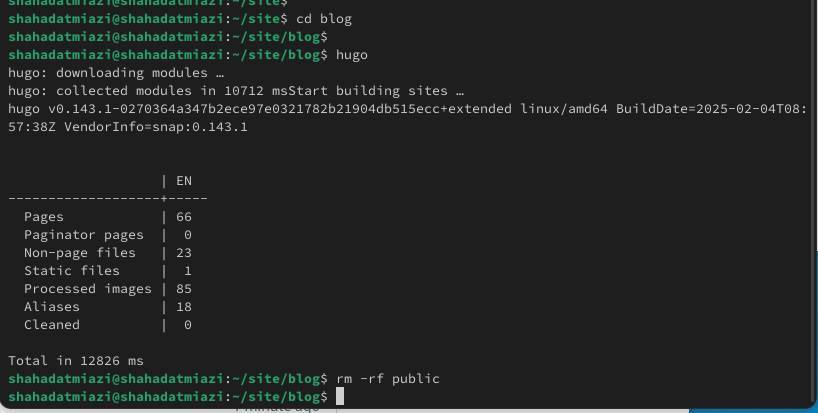 shahadatmiazi@shahadatmiazi:~/site$
shahadatmiazi@shahadatmiazi:~/site$ cd blog
shahadatmiazi@shahadatmiazi:~/site/blog$
shahadatmiazi@shahadatmiazi:~/site/blog$ hugo
hugo: downloading modules …
hugo: collected modules in 10712 msStart building sites …
hugo v0.143.1-0270364a347b2ece97e0321782b21904db515ecc+extended linux/amd64 BuildDate=2025-02-04T08:
57:38Z VendorInfo=snap:0.143.1
                   | EN
-------------------+-----
  Pages            | 66
  Paginator pages  |  0
  Non-page files   | 23
  Static files     |  1
  Processed images | 85
  Aliases          | 18
  Cleaned          |  0
Total in 12826 ms
shahadatmiazi@shahadatmiazi:~/site/blog$ rm -rf public
shahadatmiazi@shahadatmiazi:~/site/blog$
1 minute ago